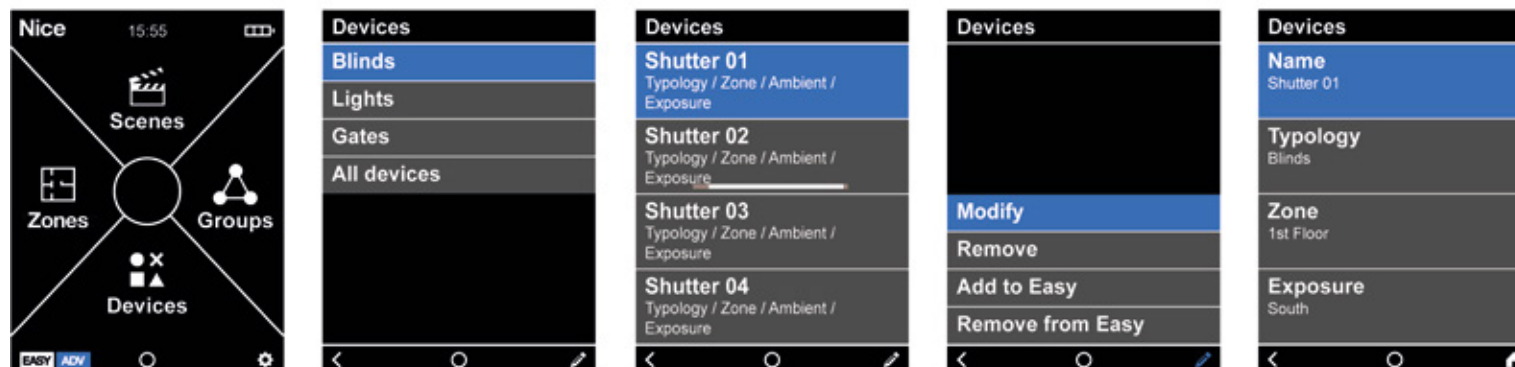 Nice 15:55
Scenes
Zones
Groups
Devices
EASY ADV
Devices
Blinds
Lights
Gates
All devices
Devices
Shutter 01
Typology / Zone / Ambient /
Exposure
Shutter 02
Typology / Zone / Ambient /
Exposure
Shutter 03
Typology / Zone / Ambient /
Exposure
Shutter 04
Typology / Zone / Ambient /
Exposure
Devices
Modify
Remove
Add to Easy
Remove from Easy
Devices
Name
Shutter 01
Typology
Blinds
Zone
1st Floor
Exposure
South